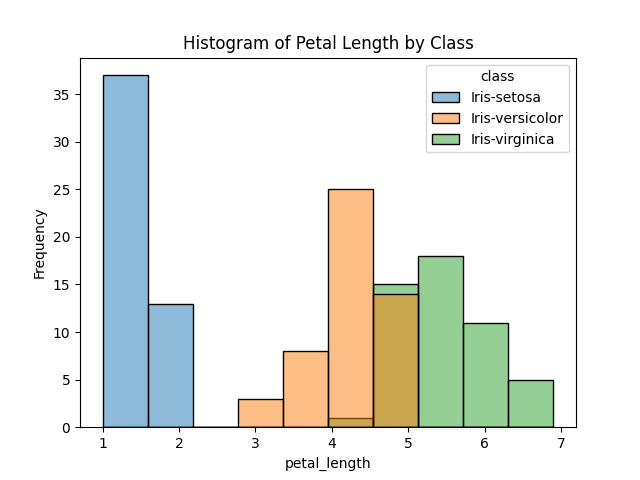 Histogram of Petal Length by Class
class
Iris-setosa
Iris-versicolor
Iris-virginica
Frequency
35
30
25
20
15
10
5
0
1 2 3 4 5 6 7
petal_length